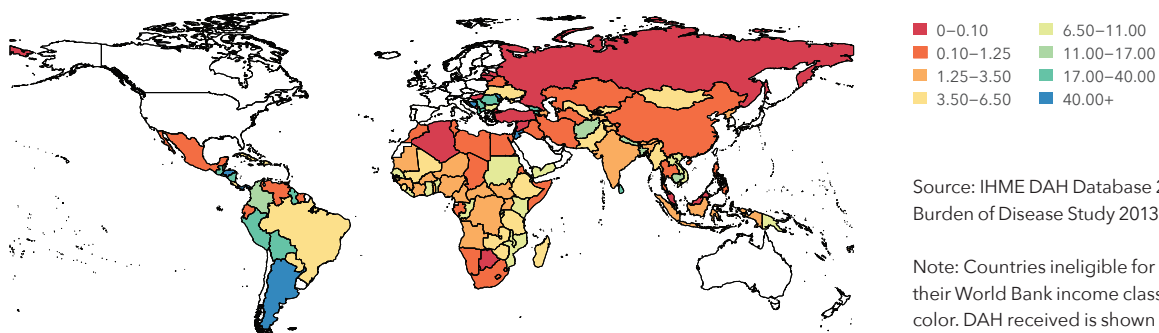 0–0.10
0.10–1.25
1.25–3.50
3.50–6.50
6.50–11.00
11.00–17.00
17.00–40.00
40.00+
Source: IHME DAH Database 2
Burden of Disease Study 2013
Note: Countries ineligible for
their World Bank income class
color. DAH received is shown